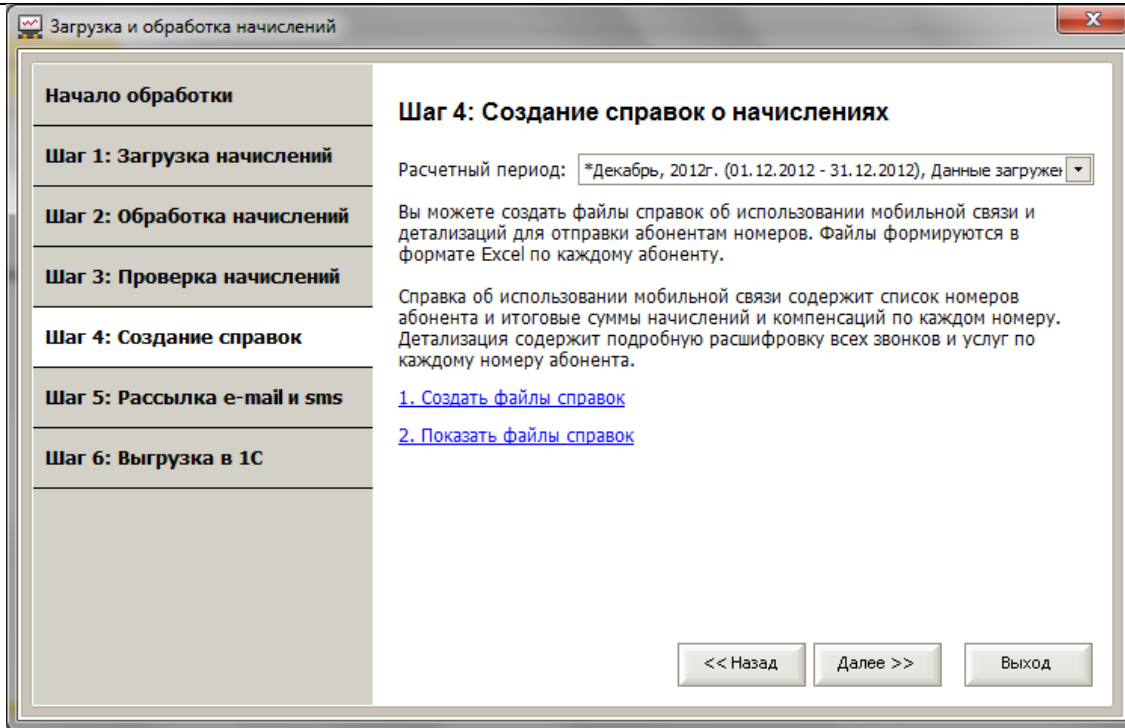 Загрузка и обработка начислений
Начало обработки
Шаг 1: Загрузка начислений
Шаг 2: Обработка начислений
Шаг 3: Проверка начислений
Шаг 4: Создание справок
Шаг 5: Рассылка e-mail и sms
Шаг 6: Выгрузка в 1С
Шаг 4: Создание справок о начислениях
Расчетный период: *Декабрь, 2012г. (01.12.2012 - 31.12.2012), Данные загружен
Вы можете создать файлы справок об использовании мобильной связи и
детализаций для отправки абонентам номеров. Файлы формируются в
формате Excel по каждому абоненту.
Справка об использовании мобильной связи содержит список номеров
абонента и итоговые суммы начислений и компенсаций по каждом номеру.
Детализация содержит подробную расшифровку всех звонков и услуг по
каждому номеру абонента.
1. Создать файлы справок
2. Показать файлы справок
<< Назад Далее >> Выход